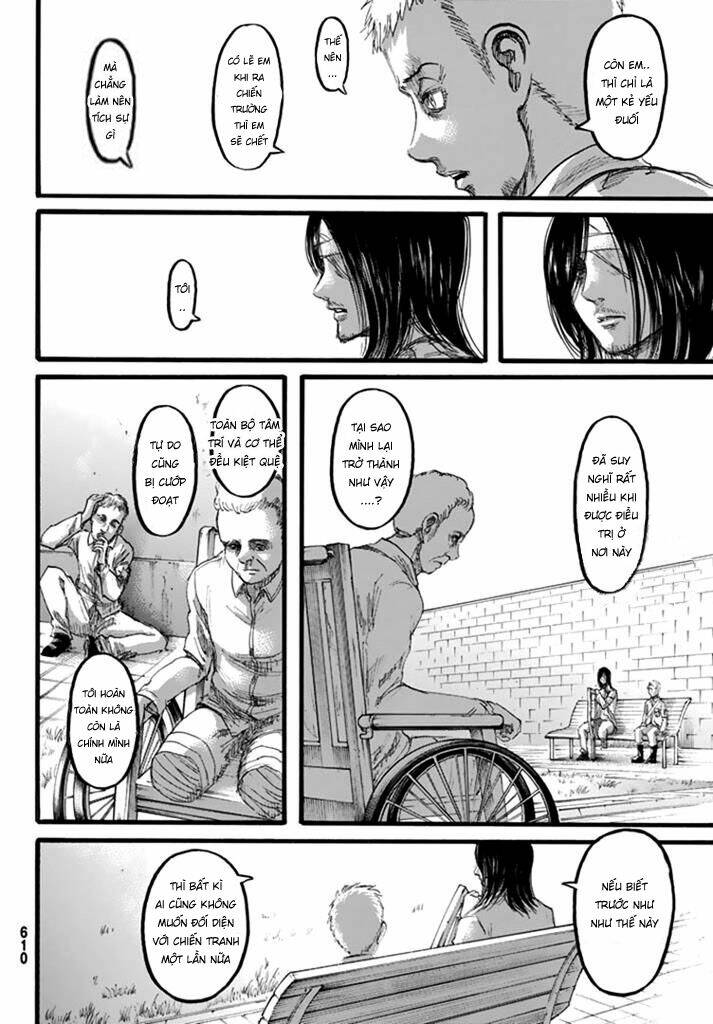 CÒN EM..
THÌ CHỈ LÀ
MỘT KẺ YẾU
ĐUỐI
THẾ
NÊN
...
CÓ LẼ EM
KHI RA
CHIẾN
TRƯỜNG
THÌ EM
SẼ CHẾT
MÀ
CHẲNG
LÀM NÊN
TÍCH SỰ
GÌ
TÔI
..
ĐÃ SUY
NGHĨ RẤT
NHIỀU KHI
ĐƯỢC ĐIỀU
TRỊ Ở
NƠI NÀY
TẠI SAO
MÌNH LẠI
TRỞ THÀNH
NHƯ VẬY
....?
TOÀN BỘ TÂM
TRÍ VÀ CƠ THỂ
ĐỀU KIỆT QUỆ
TỰ DO
CŨNG
BỊ CƯỚP
ĐOẠT
TÔI HOÀN
TOÀN KHÔNG
CÒN LÀ
CHÍNH MÌNH
NỮA
NẾU BIẾT
TRƯỚC NHƯ
NHƯ THẾ NÀY
THÌ BẤT KÌ
AI CŨNG KHÔNG
MUỐN ĐỐI DIỆN
VỚI CHIẾN TRANH
MỘT LẦN NỮA
610